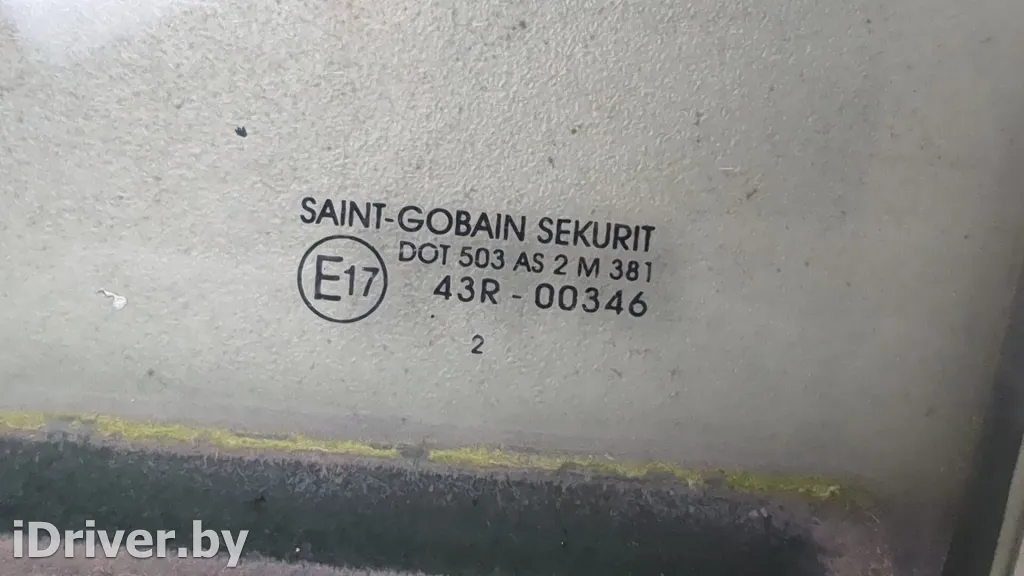 SAINT-GOBAIN SEKURIT
DOT 503 AS 2 M 381
E17 43R - 00346
2
iDriver.by